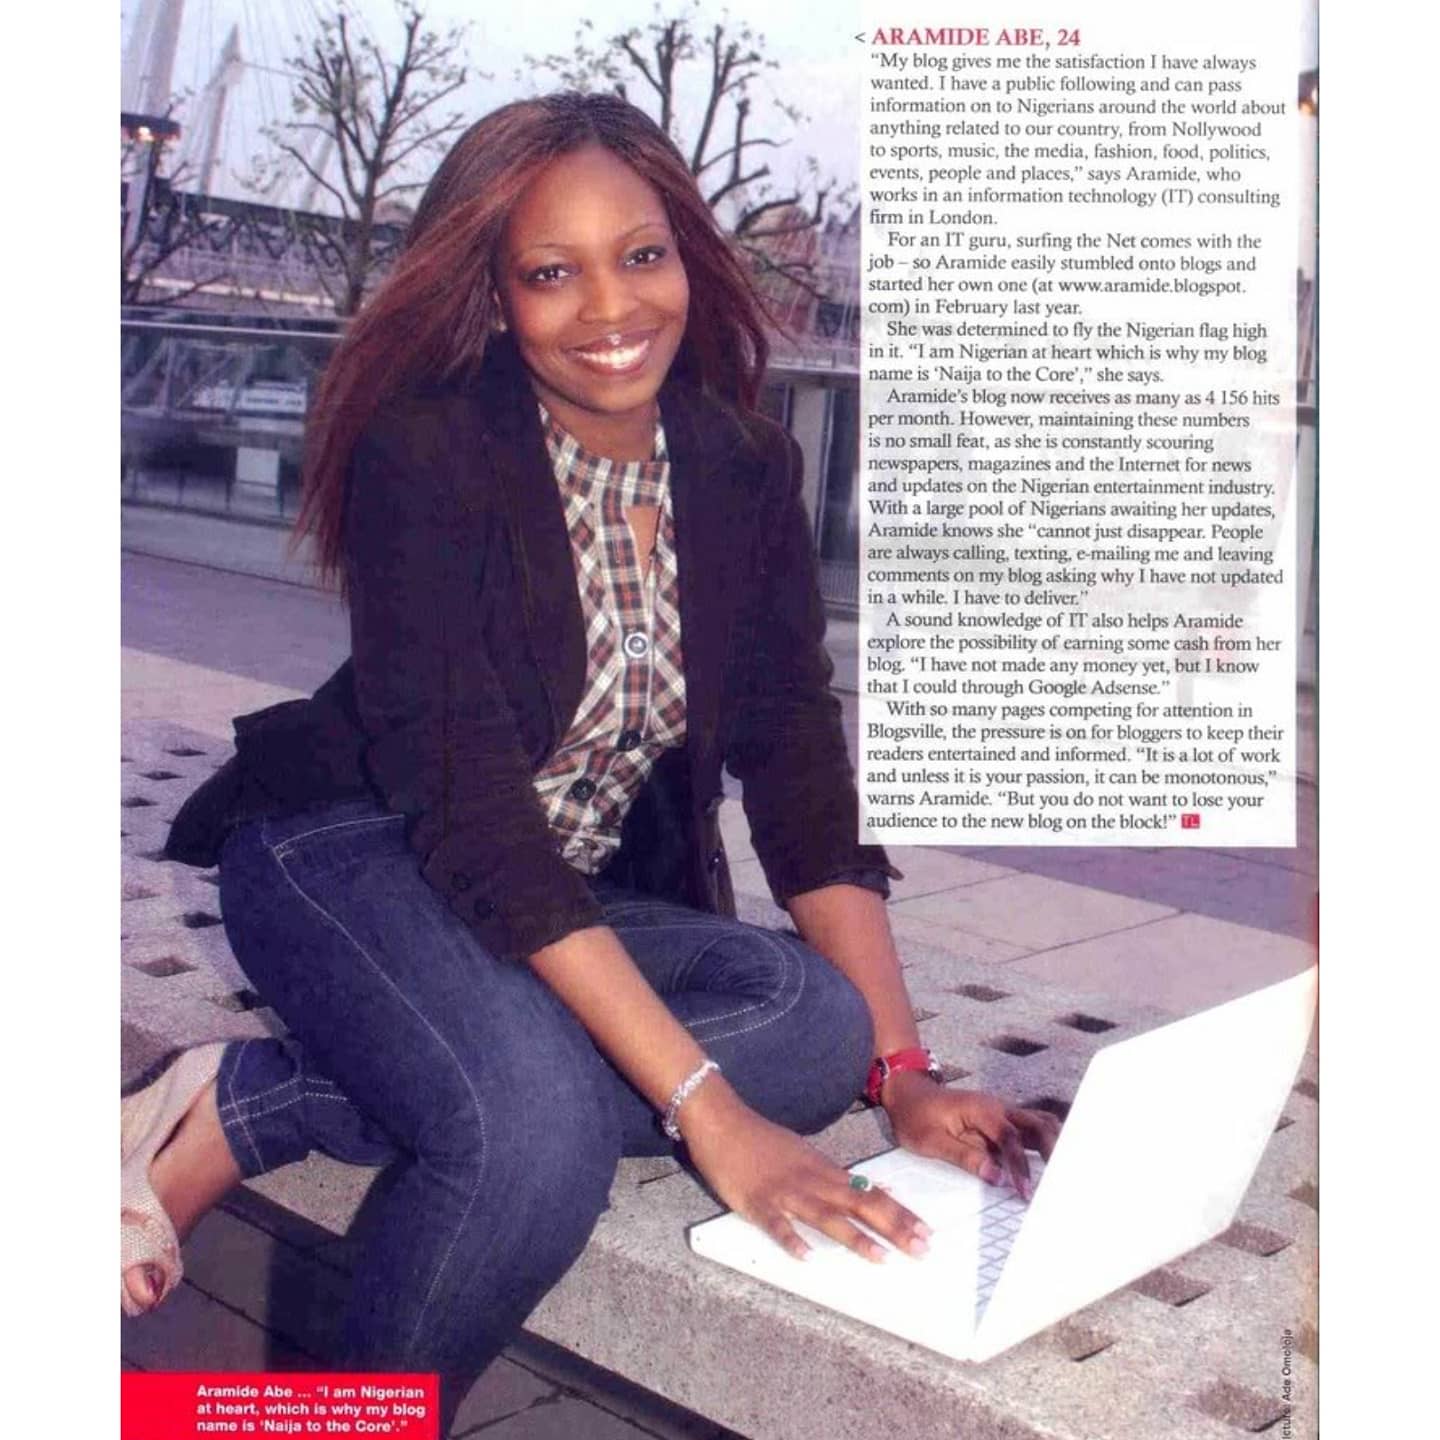 < ARAMIDE ABE, 24
“My blog gives me the satisfaction I have always
wanted. I have a public following and can pass
information on to Nigerians around the world about
anything related to our country, from Nollywood
to sports, music, the media, fashion, food, politics,
events, people and places,” says Aramide, who
works in an information technology (IT) consulting
firm in London.
For an IT guru, surfing the Net comes with the
job – so Aramide easily stumbled onto blogs and
started her own one (at www.aramide.blogspot.
com) in February last year.
She was determined to fly the Nigerian flag high
in it. “I am Nigerian at heart which is why my blog
name is ‘Naija to the Core’,” she says.
Aramide’s blog now receives as many as 4 156 hits
per month. However, maintaining these numbers
is no small feat, as she is constantly scouring
newspapers, magazines and the Internet for news
and updates on the Nigerian entertainment industry.
With a large pool of Nigerians awaiting her updates,
Aramide knows she “cannot just disappear. People
are always calling, texting, e-mailing me and leaving
comments on my blog asking why I have not updated
in a while. I have to deliver.”
A sound knowledge of IT also helps Aramide
explore the possibility of earning some cash from her
blog. “I have not made any money yet, but I know
that I could through Google Adsense.”
With so many pages competing for attention in
Blogsville, the pressure is on for bloggers to keep their
readers entertained and informed. “It is a lot of work
and unless it is your passion, it can be monotonous,”
warns Aramide. “But you do not want to lose your
audience to the new blog on the block!” TL
Aramide Abe ... “I am Nigerian
at heart, which is why my blog
name is ‘Naija to the Core’.”
icture: Ade Omoloja